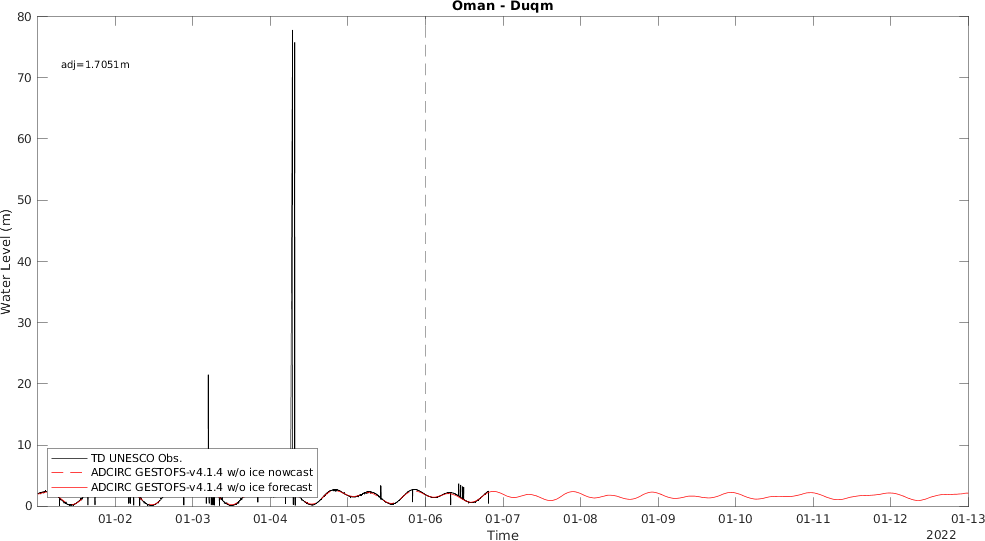 Oman - Duqm
adj=1.7051m
80
70
60
50
40
30
20
10
0
Water Level (m)
TD UNESCO Obs.
ADCIRC GESTOFS-v4.1.4 w/o ice nowcast
ADCIRC GESTOFS-v4.1.4 w/o ice forecast
01-02 01-03 01-04 01-05 01-06 01-07 01-08 01-09 01-10 01-11 01-12 01-13
Time
2022